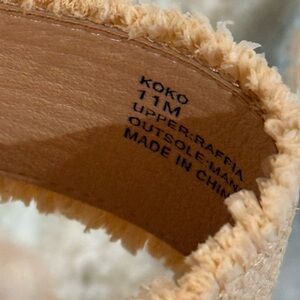 KOKO
11M
UPPER:RAFFIA
OUTSOLE:MAN
MADE IN CHIN